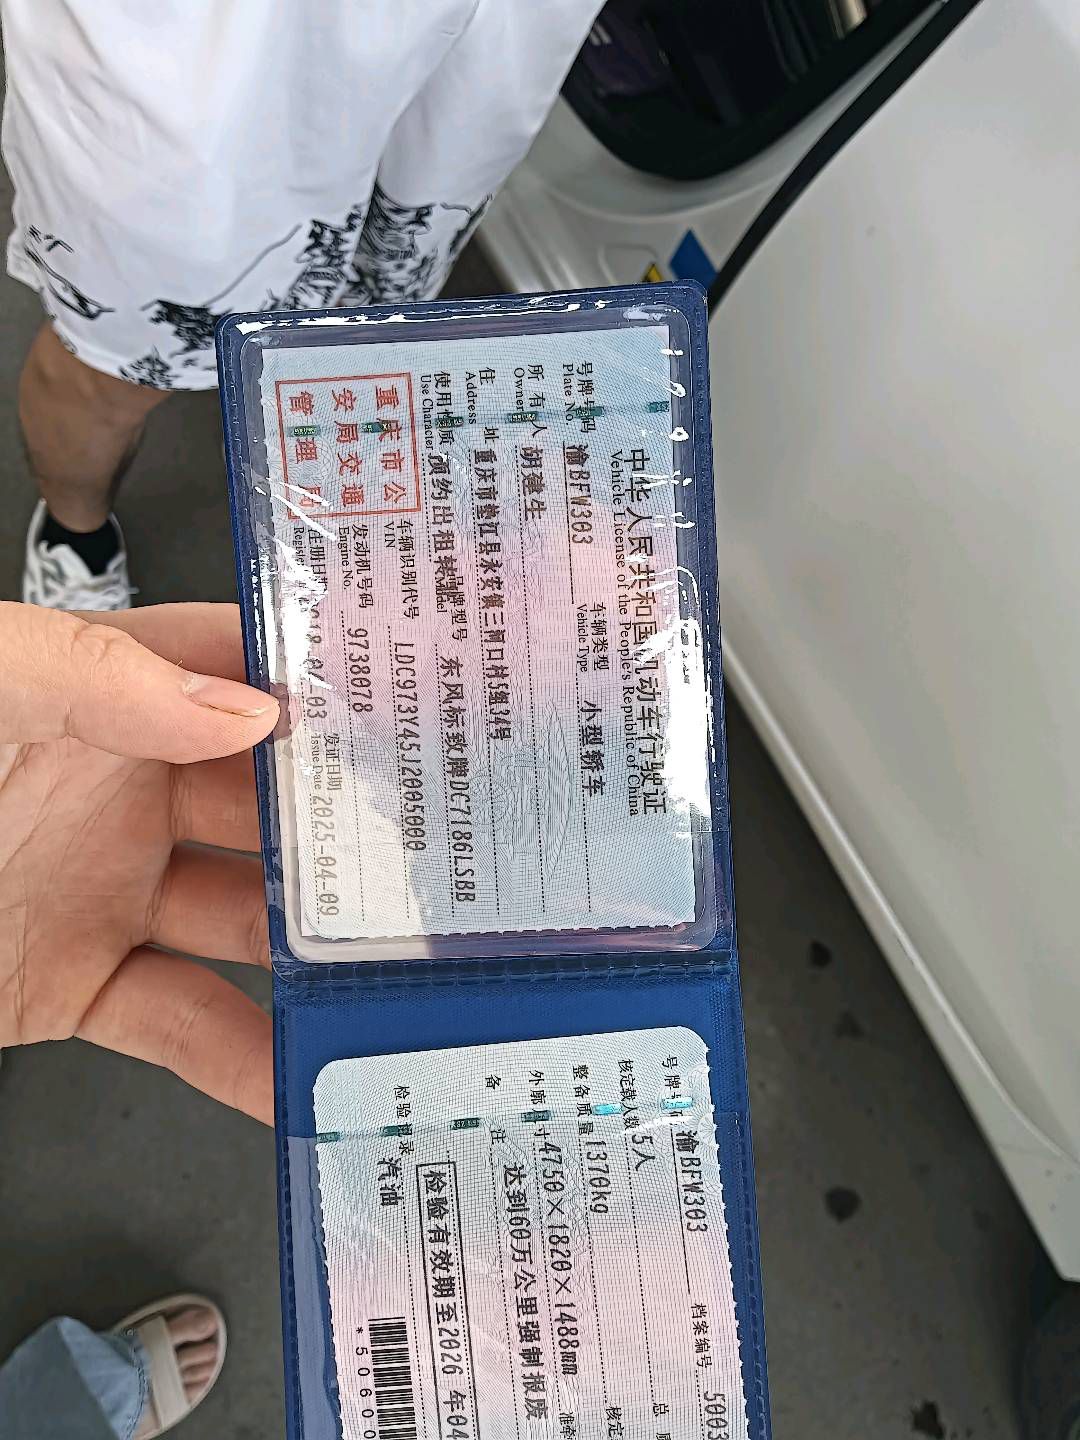 中华人民共和国机动车行驶证
Vehicle License of the People's Republic of China
号牌号码 渝BFW303 车辆类型 小型轿车
Plate No. Vehicle Type
所有人 胡建生
Owner
住址 重庆市垫江县永安镇三河口村5组34号
Address
使用性质 预约出租转 品牌型号 东风标致牌DC7186LSBB
Use Character Model
重庆市公
安局交通
管理
车辆识别代号 LDC973Y45J2005000
VIN
发动机号码 9738078
Engine No.
注册日期 03 发证日期 2025-04-09
Register Issue Date
号牌 渝BFW303 档案编号 5003
核定载人数 5人 总
整备质量 1370kg 核定
外廓 寸 4750×1820×1488mm 准牵
备注 达到60万公里强制报废
检验有效期至2026年04
检验 录 汽油
*5060